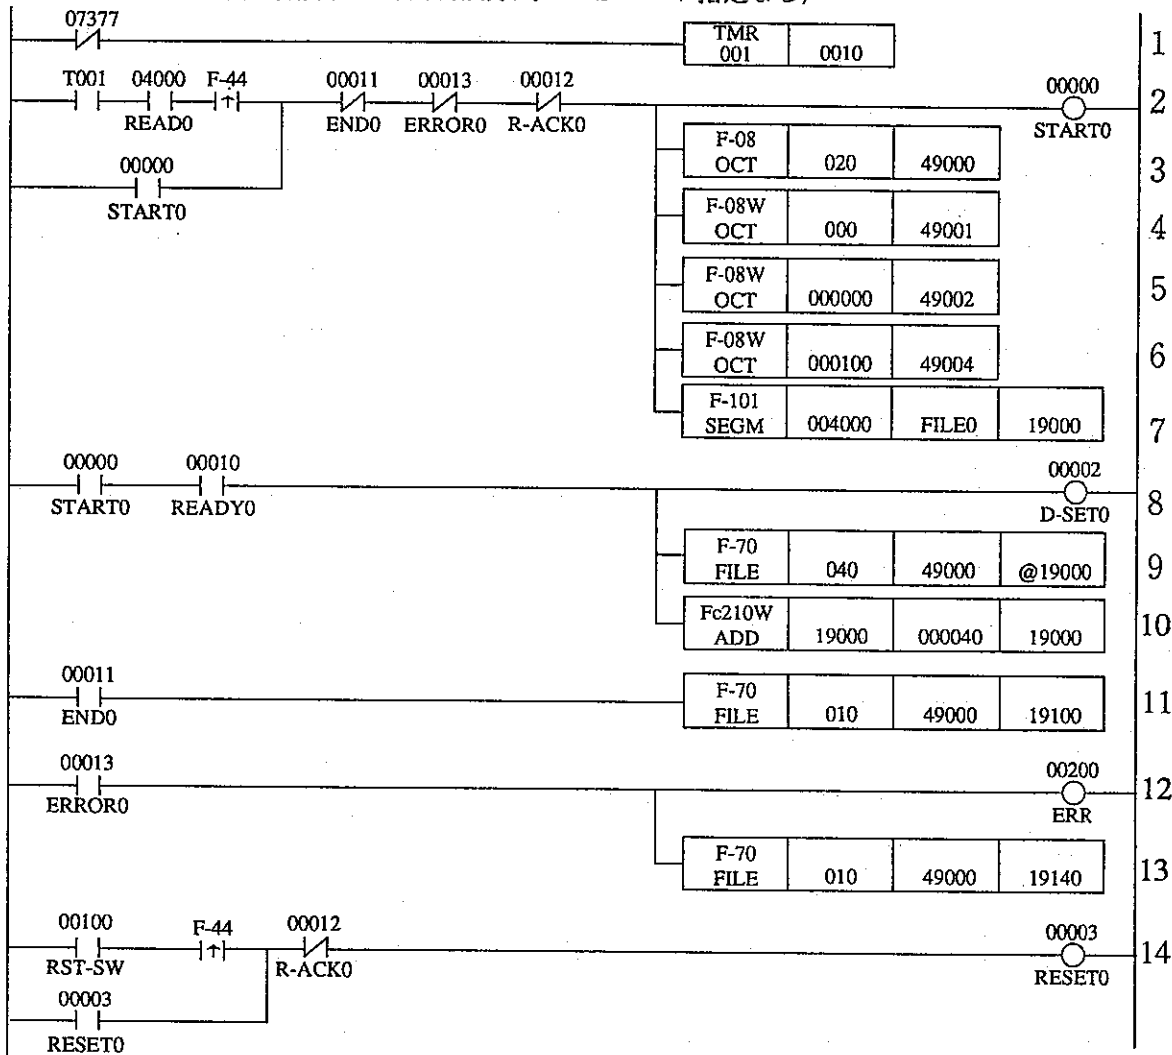 07377
TMR
001 0010 1
T001 04000 F-44 00011 00013 00012 00000
READ0 END0 ERROR0 R-ACK0 START0 2
00000
START0
F-08
OCT 020 49000 3
F-08W
OCT 000 49001 4
F-08W
OCT 000000 49002 5
F-08W
OCT 000100 49004 6
F-101
SEGM 004000 FILE0 19000 7
00000 00010 00002
START0 READY0 D-SET0 8
F-70
FILE 040 49000 @19000 9
Fc210W
ADD 19000 000040 19000 10
00011
END0
F-70
FILE 010 49000 19100 11
00013 00200
ERROR0 ERR 12
F-70
FILE 010 49000 19140 13
00100 F-44 00012 00003
RST-SW R-ACK0 RESET0 14
00003
RESET0